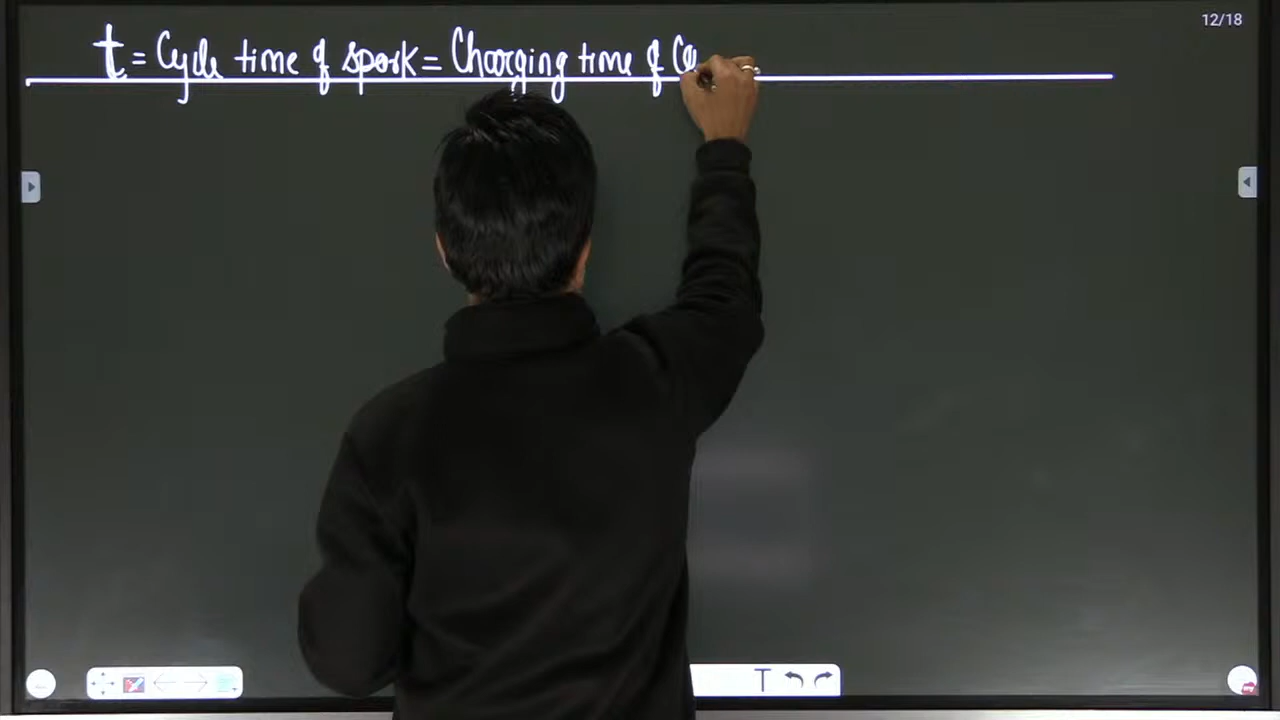 12/18
t = Cycle time of spark = Charging time of
T